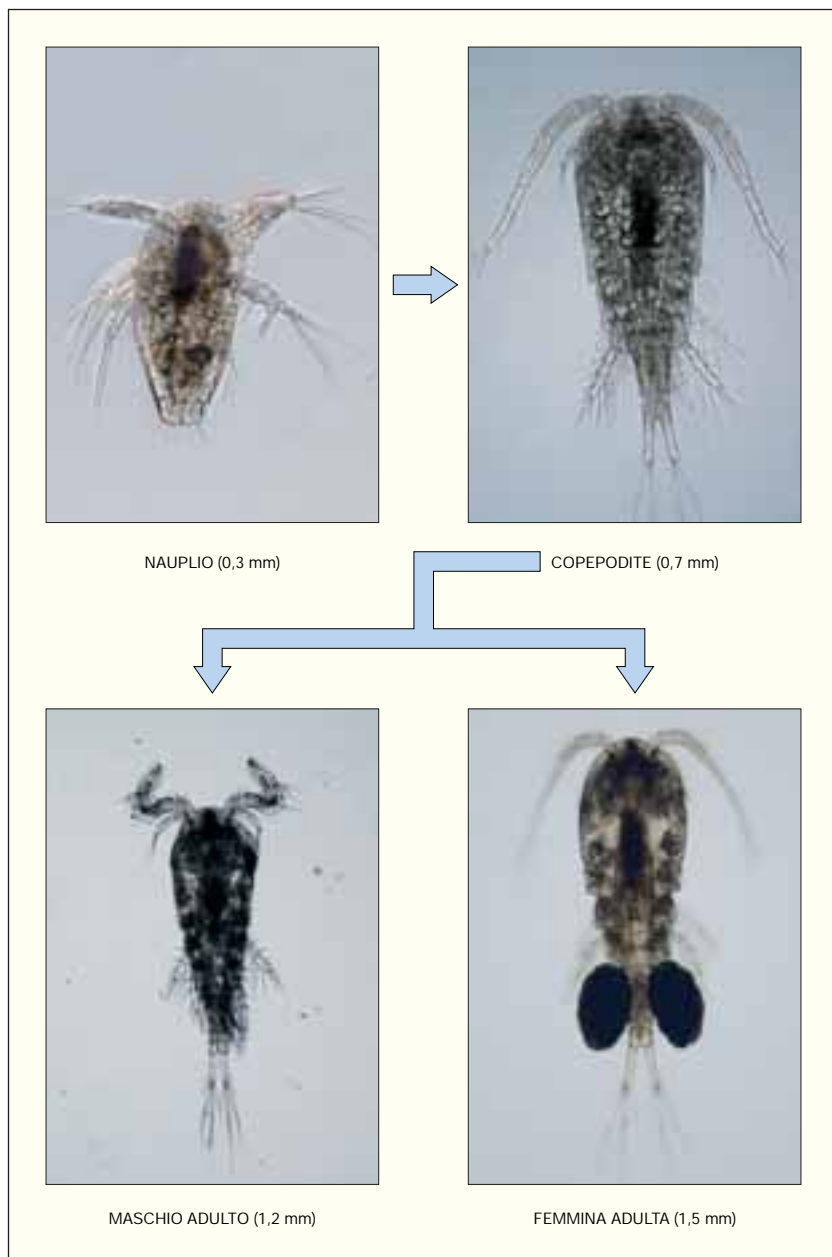 NAUPLIO (0,3 mm)
COPEPODITE (0,7 mm)
MASCHIO ADULTO (1,2 mm)
FEMMINA ADULTA (1,5 mm)